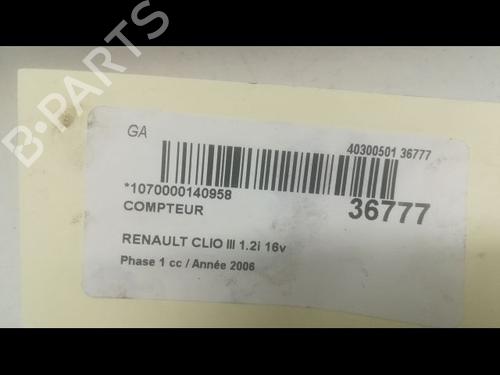 B-PARTS
GA
40300501 36777
*1070000140958
COMPTEUR
36777
RENAULT CLIO III 1.2i 16v
Phase 1 cc / Année 2006